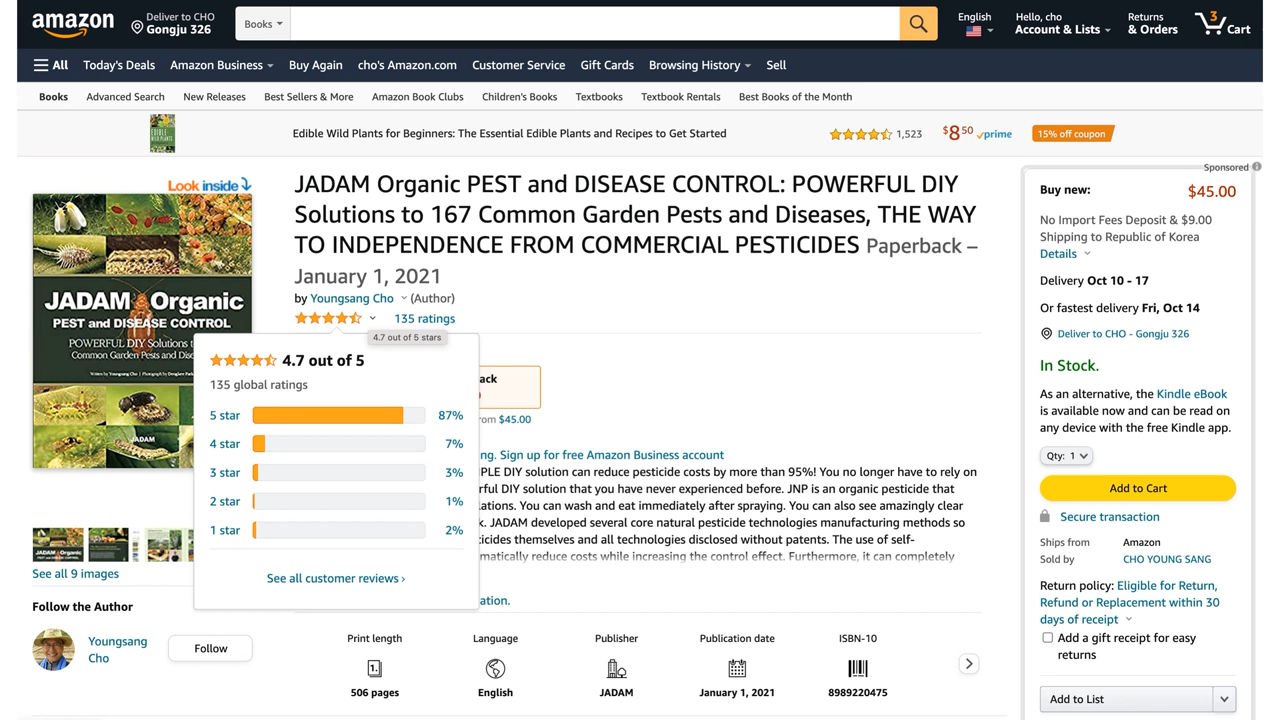 amazon
Deliver to CHO
Gongju 326
Books
English
Hello, cho
Account & Lists
Returns
& Orders
3
Cart
All
Today's Deals
Amazon Business
Buy Again
cho's Amazon.com
Customer Service
Gift Cards
Browsing History
Sell
Books
Advanced Search
New Releases
Best Sellers & More
Amazon Book Clubs
Children's Books
Textbooks
Textbook Rentals
Best Books of the Month
EDIBLE
Edible Wild Plants for Beginners: The Essential Edible Plants and Recipes to Get Started
1,523
$8.50
prime
15% off coupon
Sponsored
Look inside
JADAM Organic
PEST and DISEASE CONTROL
POWERFUL DIY Solutions t
Common Garden Pests and Dise
Written by Youngsang Cho
JADAM
See all 9 images
Follow the Author
Youngsang
Cho
Follow
JADAM Organic PEST and DISEASE CONTROL: POWERFUL DIY
Solutions to 167 Common Garden Pests and Diseases, THE WAY
TO INDEPENDENCE FROM COMMERCIAL PESTICIDES Paperback –
January 1, 2021
by Youngsang Cho (Author)
135 ratings
4.7 out of 5 stars
4.7 out of 5
135 global ratings
5 star 87%
4 star 7%
3 star 3%
2 star 1%
1 star 2%
See all customer reviews ›
ack
om $45.00
ng. Sign up for free Amazon Business account
PLE DIY solution can reduce pesticide costs by more than 95%! You no longer have to rely on
rful DIY solution that you have never experienced before. JNP is an organic pesticide that
ations. You can wash and eat immediately after spraying. You can also see amazingly clear
k. JADAM developed several core natural pesticide technologies manufacturing methods so
icides themselves and all technologies disclosed without patents. The use of self-
matically reduce costs while increasing the control effect. Furthermore, it can completely
ation.
Print length
506 pages
Language
English
Publisher
JADAM
Publication date
January 1, 2021
ISBN-10
8989220475
Buy new: $45.00
No Import Fees Deposit & $9.00
Shipping to Republic of Korea
Details
Delivery Oct 10 - 17
Or fastest delivery Fri, Oct 14
Deliver to CHO - Gongju 326
In Stock.
As an alternative, the Kindle eBook
is available now and can be read on
any device with the free Kindle app.
Qty: 1
Add to Cart
Secure transaction
Ships from Amazon
Sold by CHO YOUNG SANG
Return policy: Eligible for Return,
Refund or Replacement within 30
days of receipt
Add a gift receipt for easy
returns
Add to List